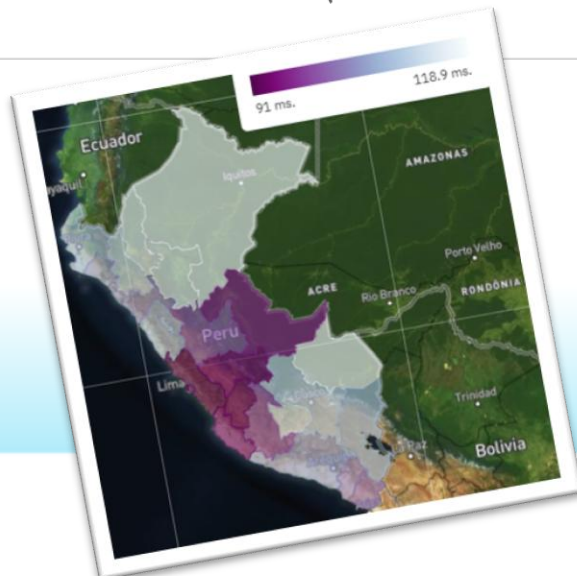 91 ms.
118.9 ms.
Ecuador
AMAZONAS
Iquitos
Porto Velho
ACRE
Rio Branco
RONDÔNIA
Peru
Lima
Trinidad
Bolivia